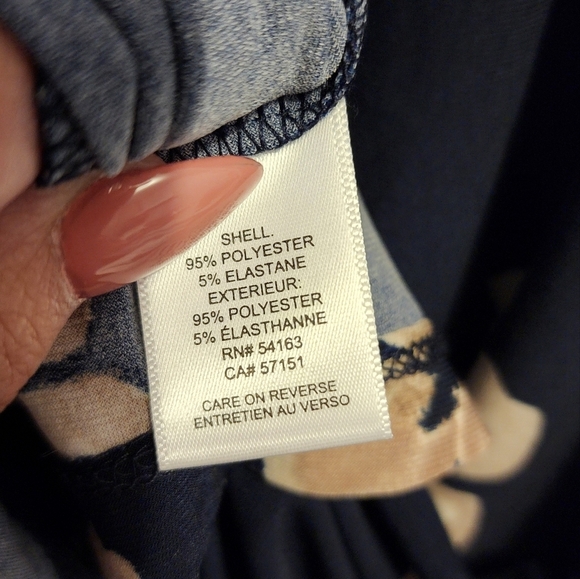 SHELL.
95% POLYESTER
5% ELASTANE
EXTERIEUR:
95% POLYESTER
5% ÉLASTHANNE
RN# 54163
CA# 57151
CARE ON REVERSE
ENTRETIEN AU VERSO